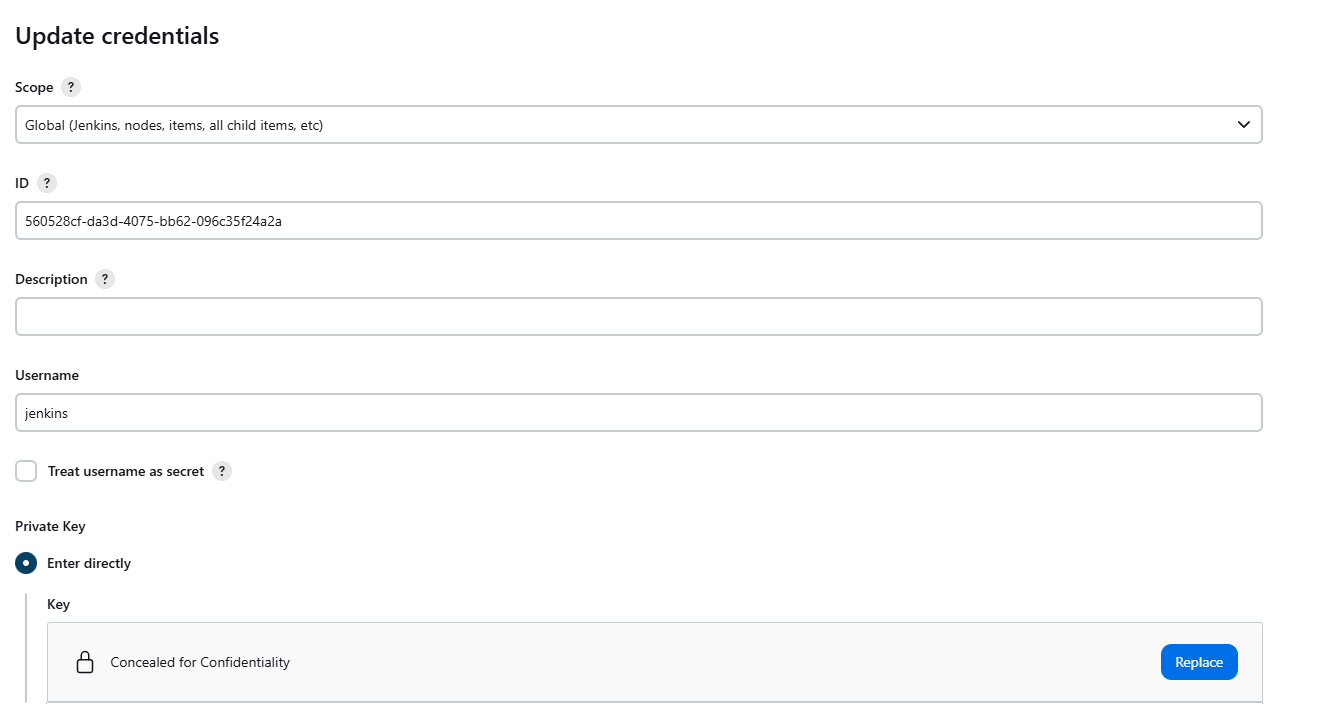 Update credentials
Scope ?
Global (Jenkins, nodes, items, all child items, etc)
ID ?
560528cf-da3d-4075-bb62-096c35f24a2a
Description ?
Username
jenkins
Treat username as secret ?
Private Key
Enter directly
Key
Concealed for Confidentiality Replace